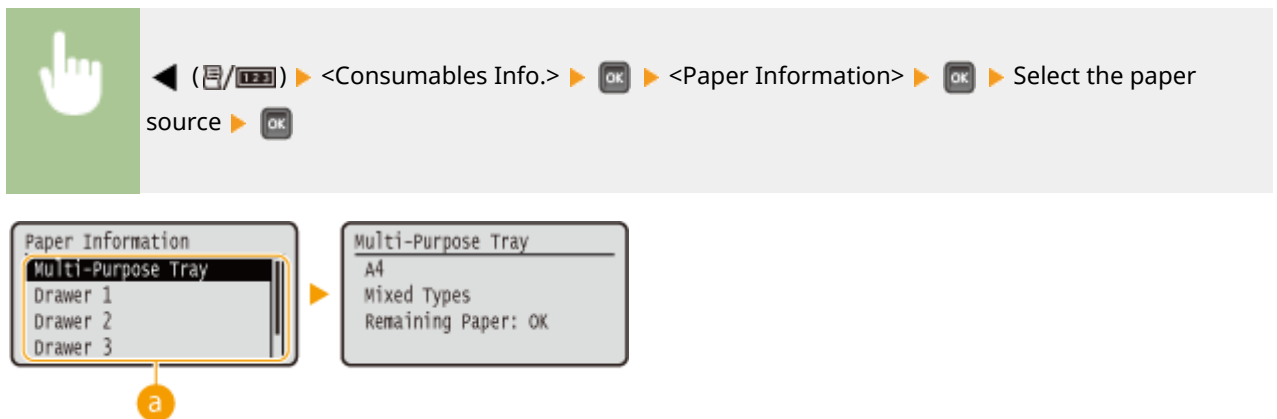 ◀ (/123) ▶ <Consumables Info.> ▶ OK ▶ <Paper Information> ▶ OK ▶ Select the paper
source ▶ OK
Paper Information
Multi-Purpose Tray
Drawer 1
Drawer 2
Drawer 3
▶
Multi-Purpose Tray
A4
Mixed Types
Remaining Paper: OK
a